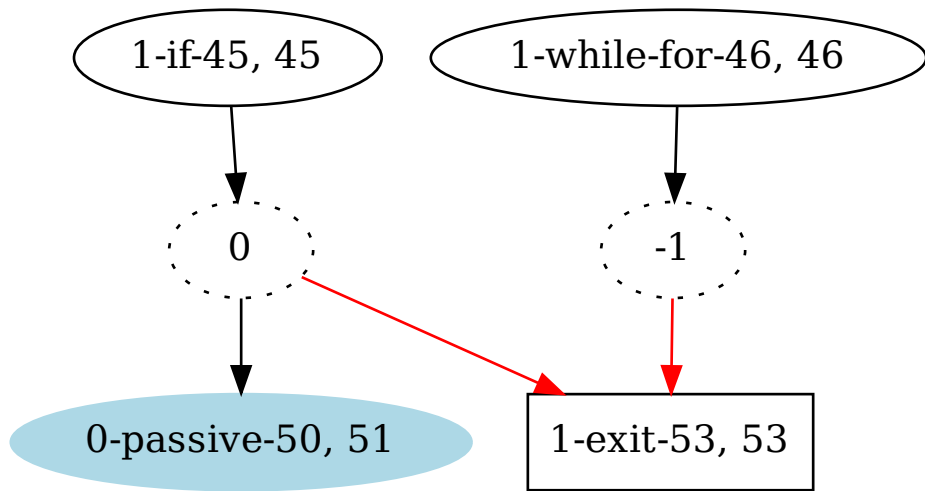 1-if-45, 45
1-while-for-46, 46
0
-1
0-passive-50, 51
1-exit-53, 53